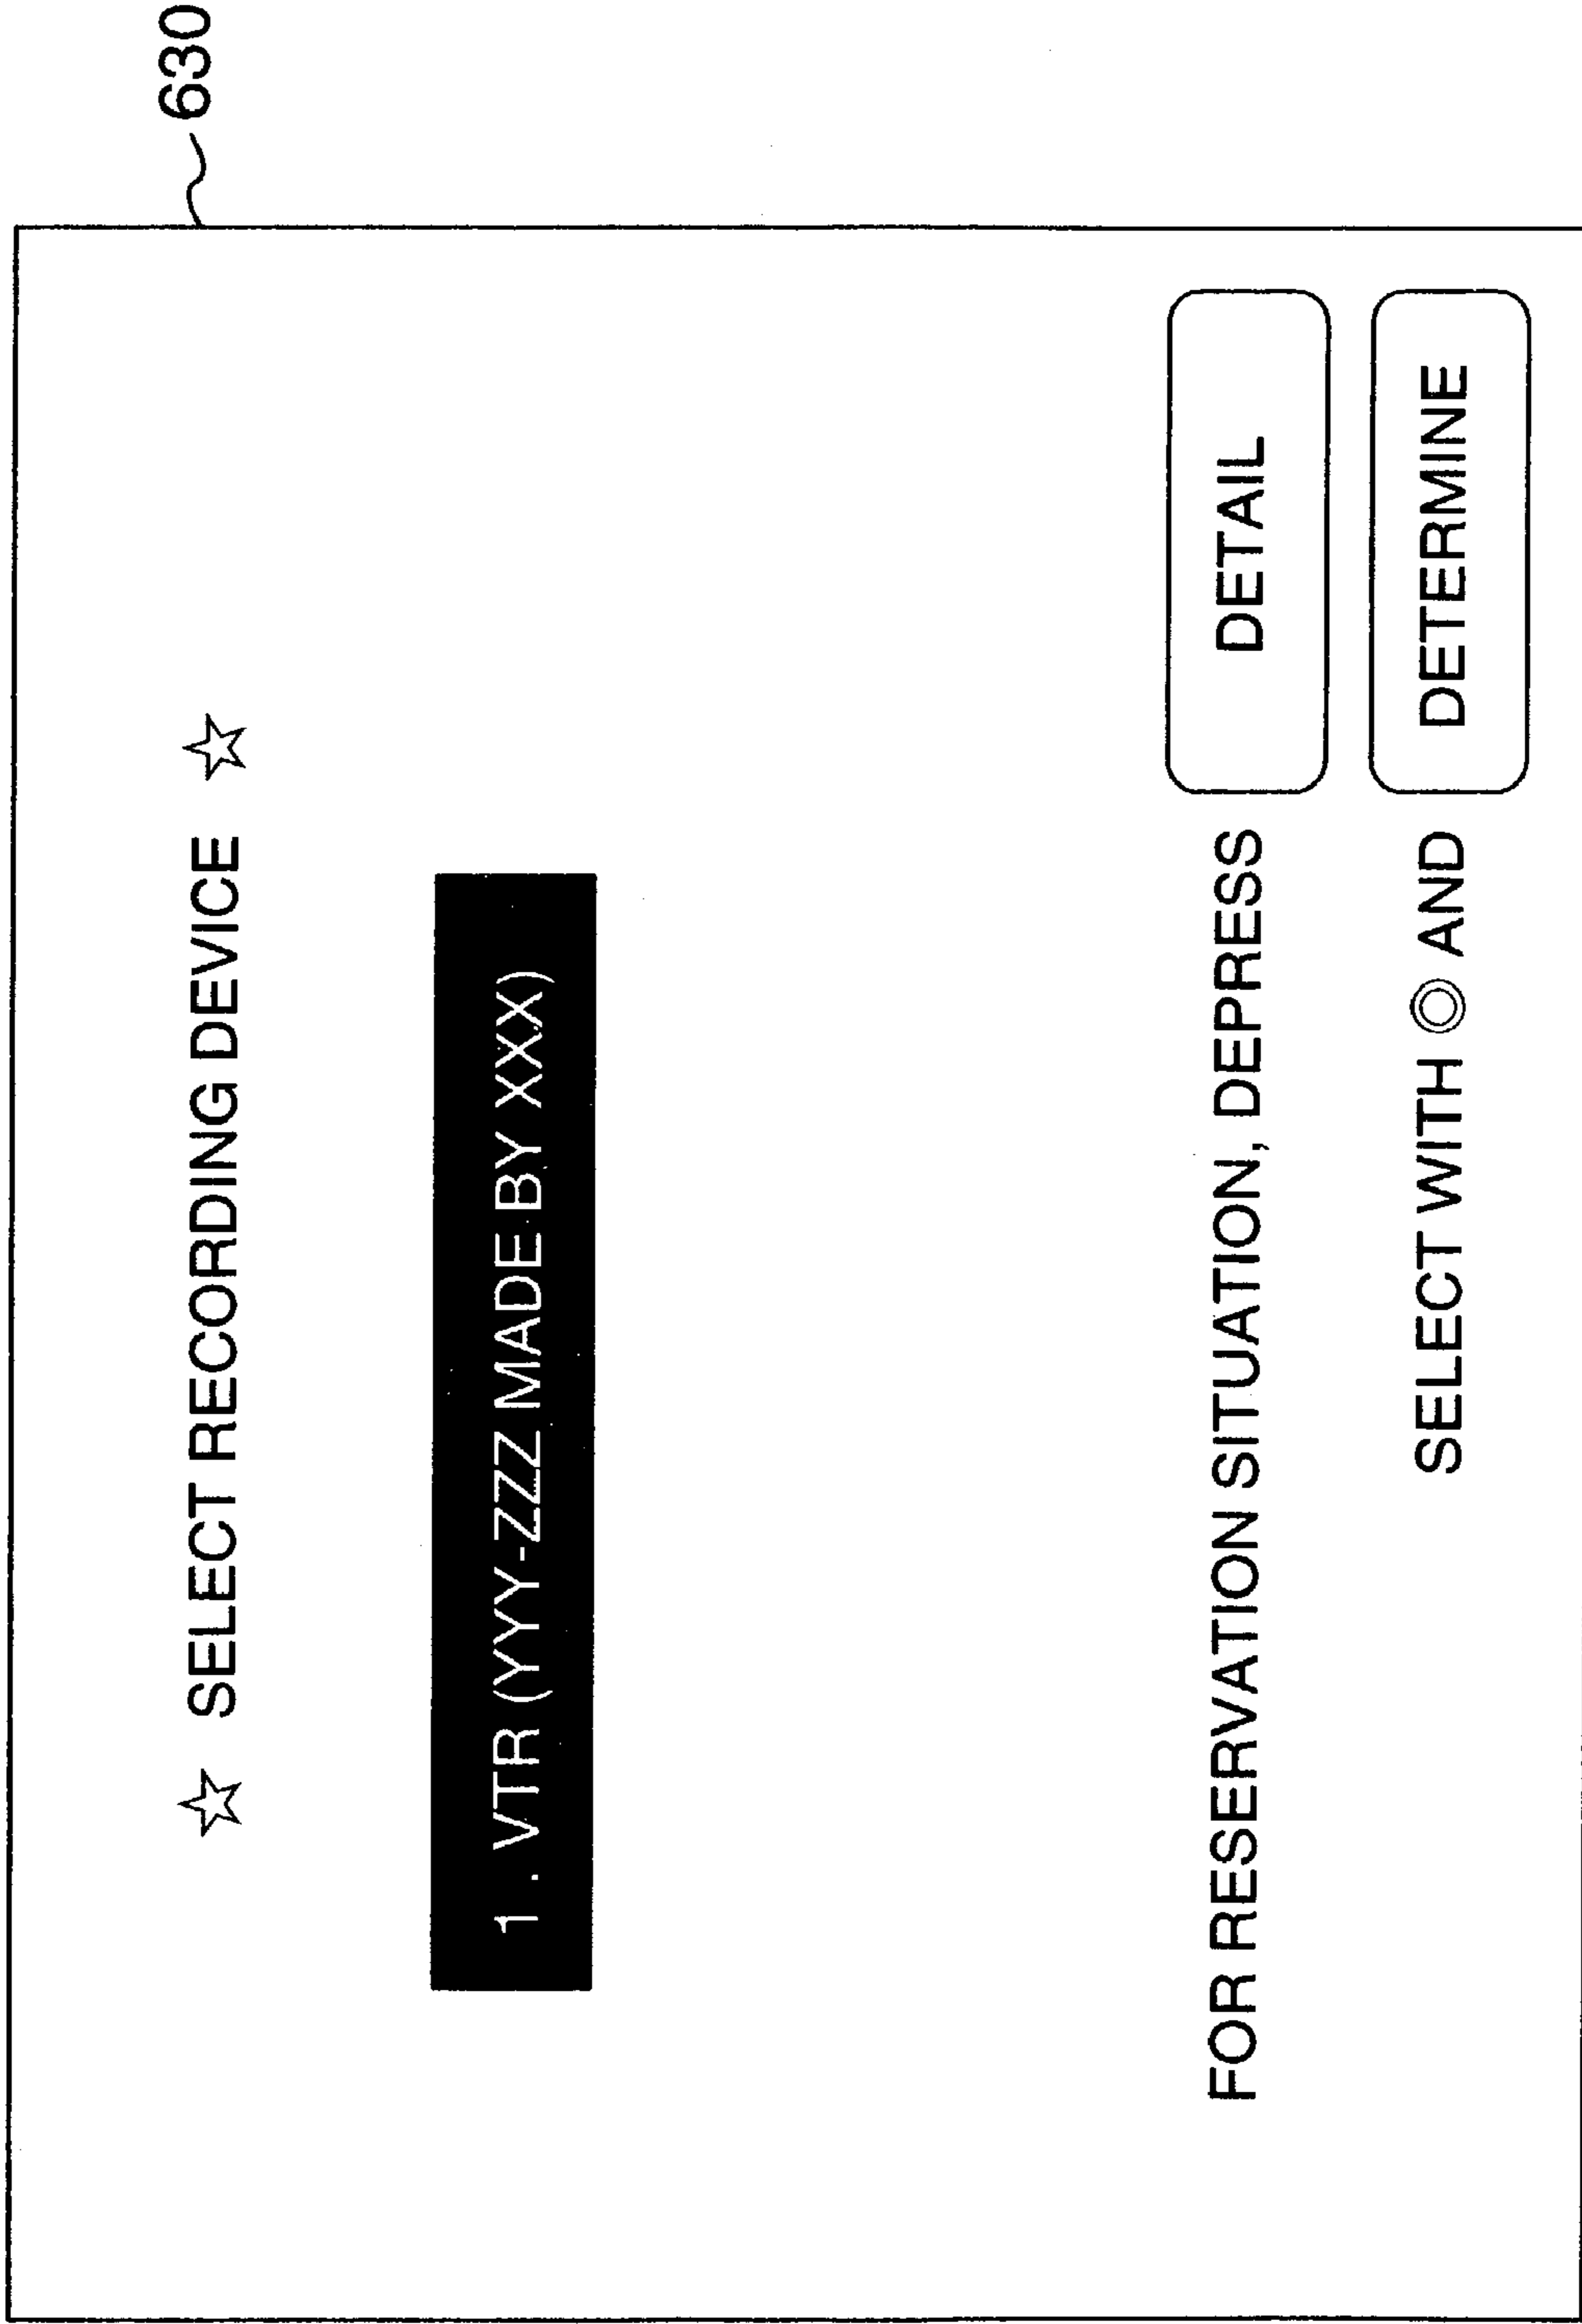 630
☆ SELECT RECORDING DEVICE ☆
1. VTR (YYY-ZZZ MADE BY XXX)
FOR RESERVATION SITUATION, DEPRESS DETAIL
SELECT WITH ◎ AND DETERMINE